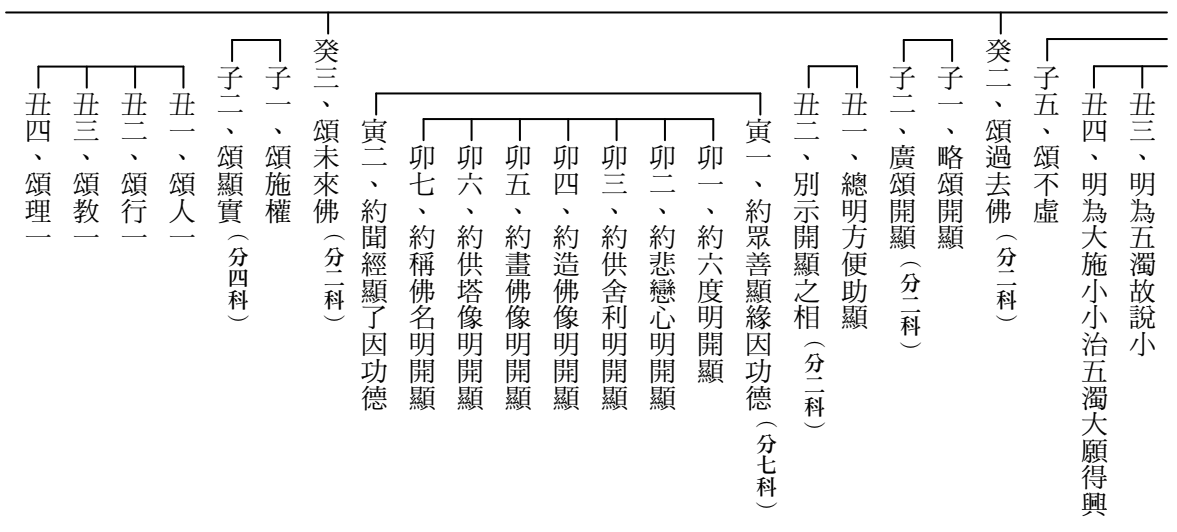 丑三、明為五濁故說小
丑四、明為大施小小治五濁大願得興
子五、頌不虛
癸二、頌過去佛（分二科）
子一、略頌開顯
子二、廣頌開顯（分二科）
丑一、總明方便助顯
丑二、別示開顯之相（分二科）
寅一、約眾善顯緣因功德（分七科）
卯一、約六度明開顯
卯二、約悲戀心明開顯
卯三、約供舍利明開顯
卯四、約造佛像明開顯
卯五、約畫佛像明開顯
卯六、約供塔像明開顯
卯七、約稱佛名明開顯
寅二、約聞經顯了因功德
癸三、頌未來佛（分二科）
子一、頌施權
子二、頌顯實（分四科）
丑一、頌人一
丑二、頌行一
丑三、頌教一
丑四、頌理一